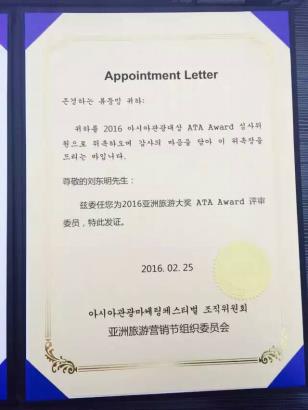 Appointment Letter
존경하는 류동밍 귀하:
귀하를 2016 아시아관광대상 ATA Award 심사위
원으로 위촉하오며 감사의 마음을 담아 이 위촉장을
드리는 바입니다.
尊敬的刘东明先生:
兹委任您为2016亚洲旅游大奖 ATA Award 评审
委员，特此发证。
2016. 02. 25
아시아관광마케팅페스티벌 조직위원회
亚洲旅游营销节组织委员会